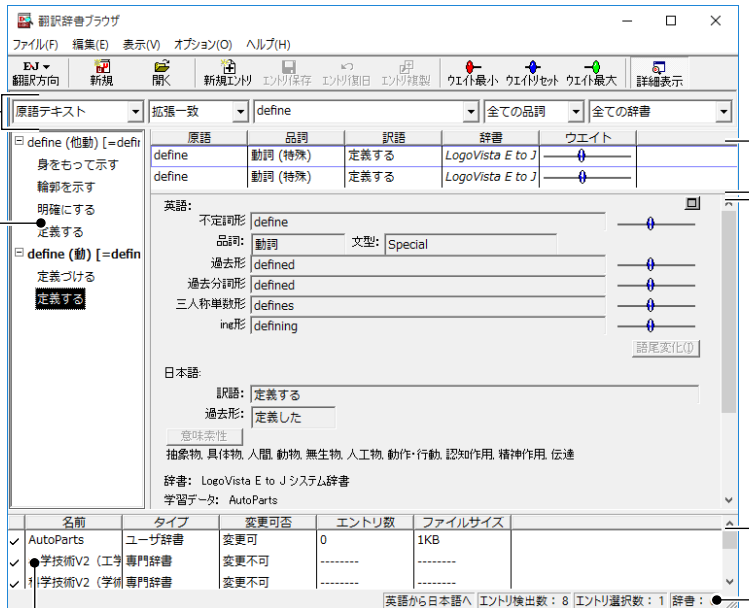 翻訳辞書ブラウザ
ファイル(F) 編集(E) 表示(V) オプション(O) ヘルプ(H)
E/J
翻訳方向 新規 開く 新規エントリ エントリ保存 エントリ復旧 エントリ複製 ウエイト最小 ウエイトリセット ウエイト最大 詳細表示
原語テキスト 拡張一致 define 全ての品詞 全ての辞書
define (他動) [=defin
身をもって示す
輪郭を示す
明確にする
定義する
define (動) [=defin
定義づける
定義する
原語 品詞 訳語 辞書 ウエイト
define 動詞 (特殊) 定義する LogoVista E to J
define 動詞 (特殊) 定義する LogoVista E to J
英語:
不定詞形 define
品詞: 動詞 文型: Special
過去形 defined
過去分詞形 defined
三人称単数形 defines
ing形 defining
語尾変化(I)
日本語:
訳語: 定義する
過去形: 定義した
意味素性
抽象物, 具体物, 人間, 動物, 無生物, 人工物, 動作・行動, 認知作用, 精神作用, 伝達
辞書: LogoVista E to J システム辞書
学習データ: AutoParts
名前 タイプ 変更可否 エントリ数 ファイルサイズ
AutoParts ユーザ辞書 変更可 0 1KB
学技術V2 (工学 専門辞書 変更不可 -------- --------
科学技術V2 (学術 専門辞書 変更不可 -------- --------
英語から日本語へ エントリ検出数: 8 エントリ選択数: 1 辞書: